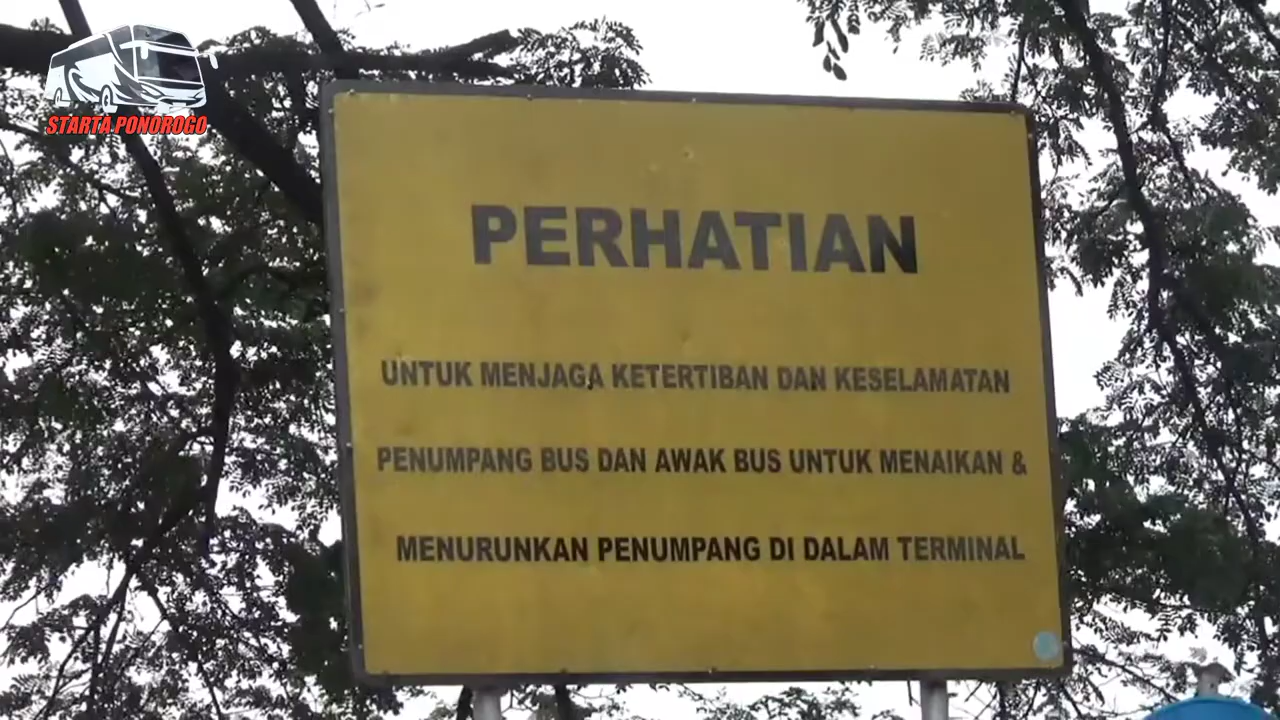 STARTA PONOROGO
PERHATIAN
UNTUK MENJAGA KETERTIBAN DAN KESELAMATAN
PENUMPANG BUS DAN AWAK BUS UNTUK MENAIKAN &
MENURUNKAN PENUMPANG DI DALAM TERMINAL